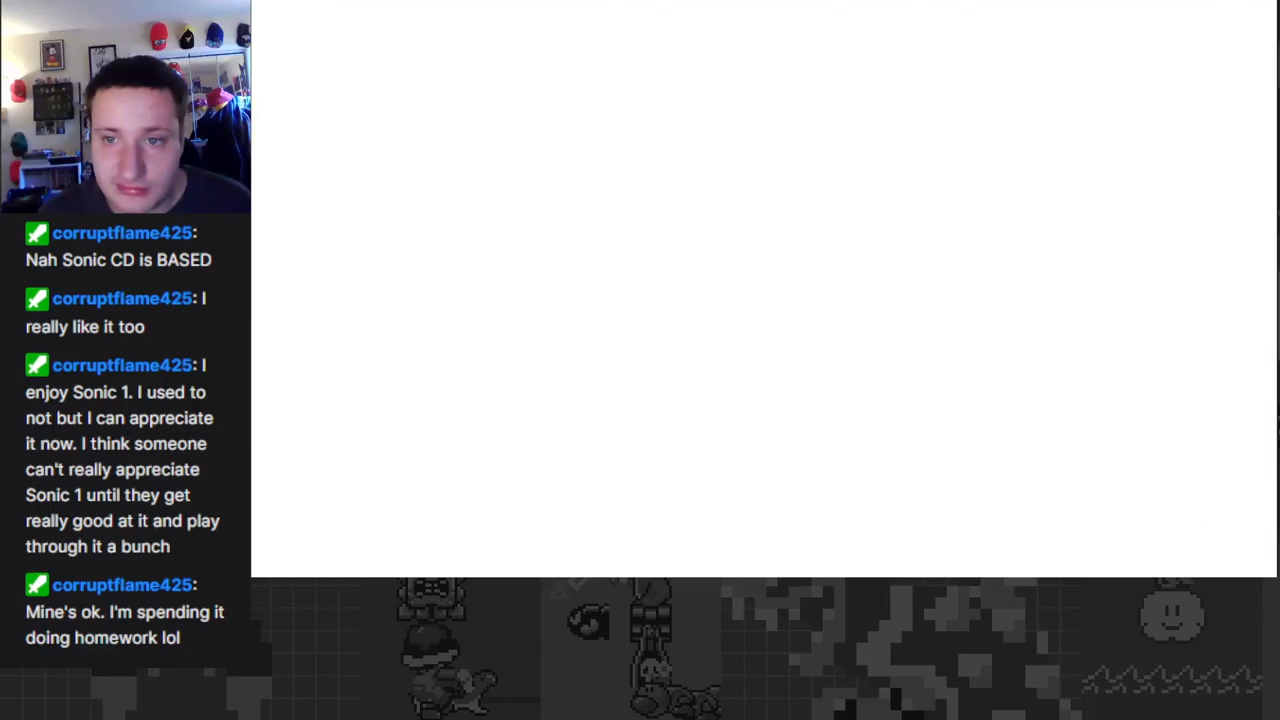 corruptflame425:
Nah Sonic CD is BASED
corruptflame425: I
really like it too
corruptflame425: I
enjoy Sonic 1. I used to
not but I can appreciate
it now. I think someone
can't really appreciate
Sonic 1 until they get
really good at it and play
through it a bunch
corruptflame425:
Mine's ok. I'm spending it
doing homework lol